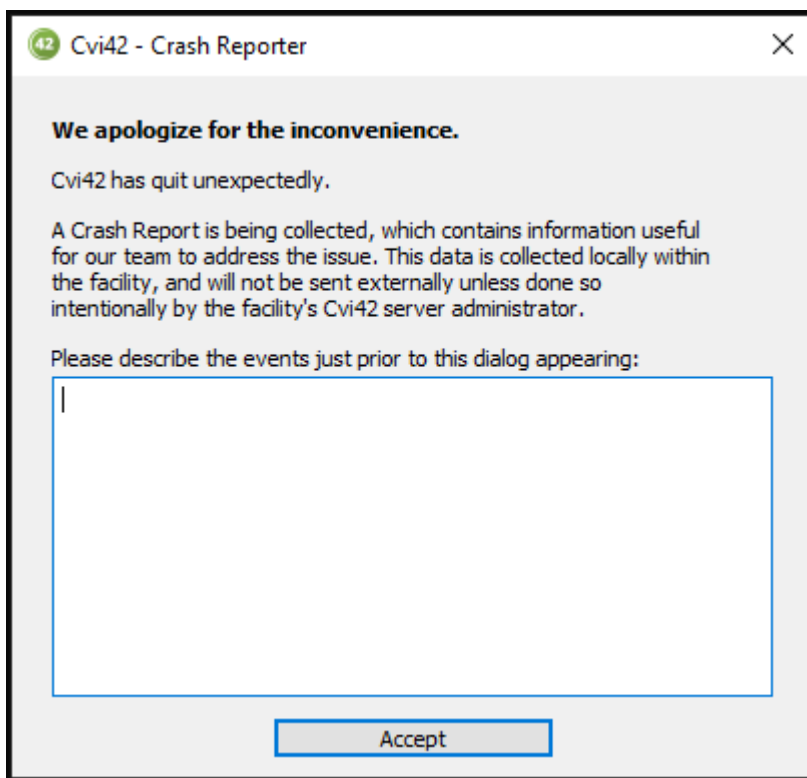 42 Cvi42 - Crash Reporter
We apologize for the inconvenience.
Cvi42 has quit unexpectedly.
A Crash Report is being collected, which contains information useful
for our team to address the issue. This data is collected locally within
the facility, and will not be sent externally unless done so
intentionally by the facility's Cvi42 server administrator.
Please describe the events just prior to this dialog appearing:
Accept